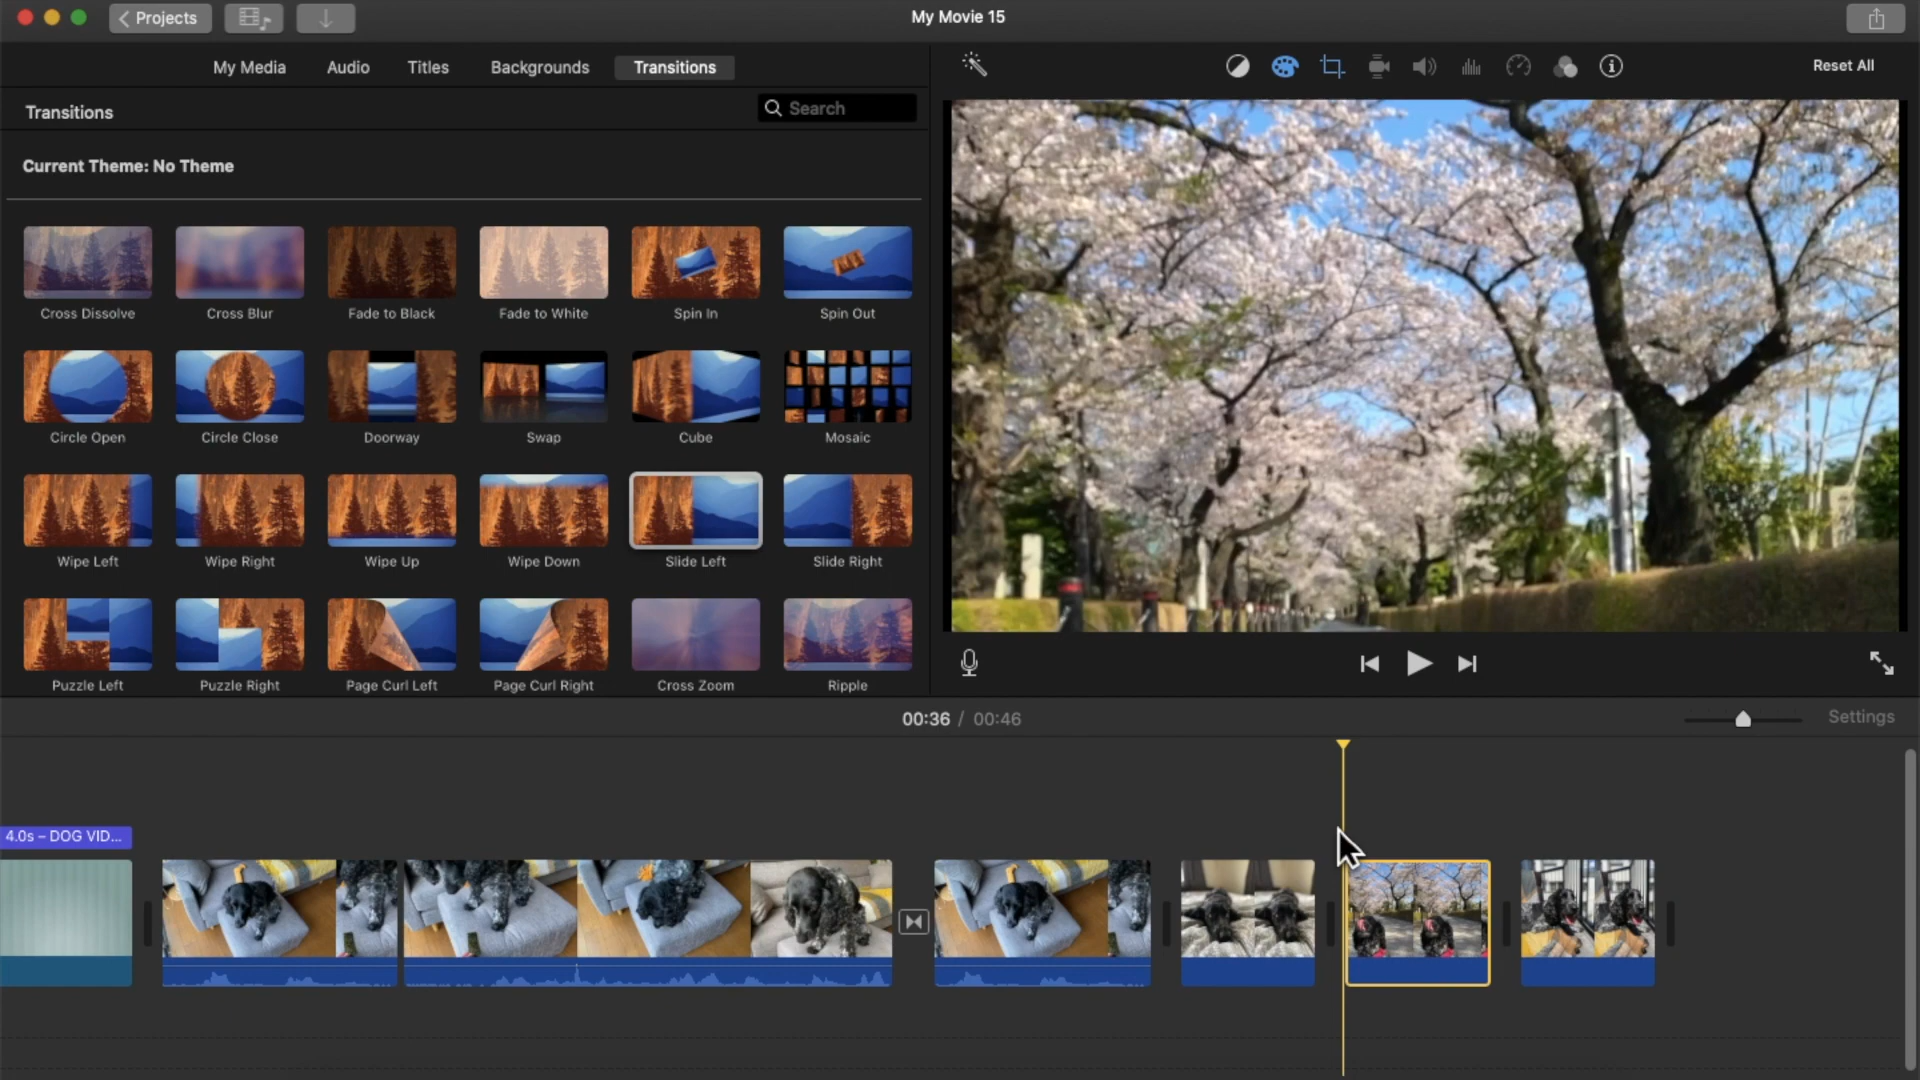 Projects
My Movie 15
My Media
Audio
Titles
Backgrounds
Transitions
Reset All
Transitions
Search
Current Theme: No Theme
Cross Dissolve
Cross Blur
Fade to Black
Fade to White
Spin In
Spin Out
Circle Open
Circle Close
Doorway
Swap
Cube
Mosaic
Wipe Left
Wipe Right
Wipe Up
Wipe Down
Slide Left
Slide Right
Puzzle Left
Puzzle Right
Page Curl Left
Page Curl Right
Cross Zoom
Ripple
00:36 / 00:46
Settings
4.0s – DOG VID...